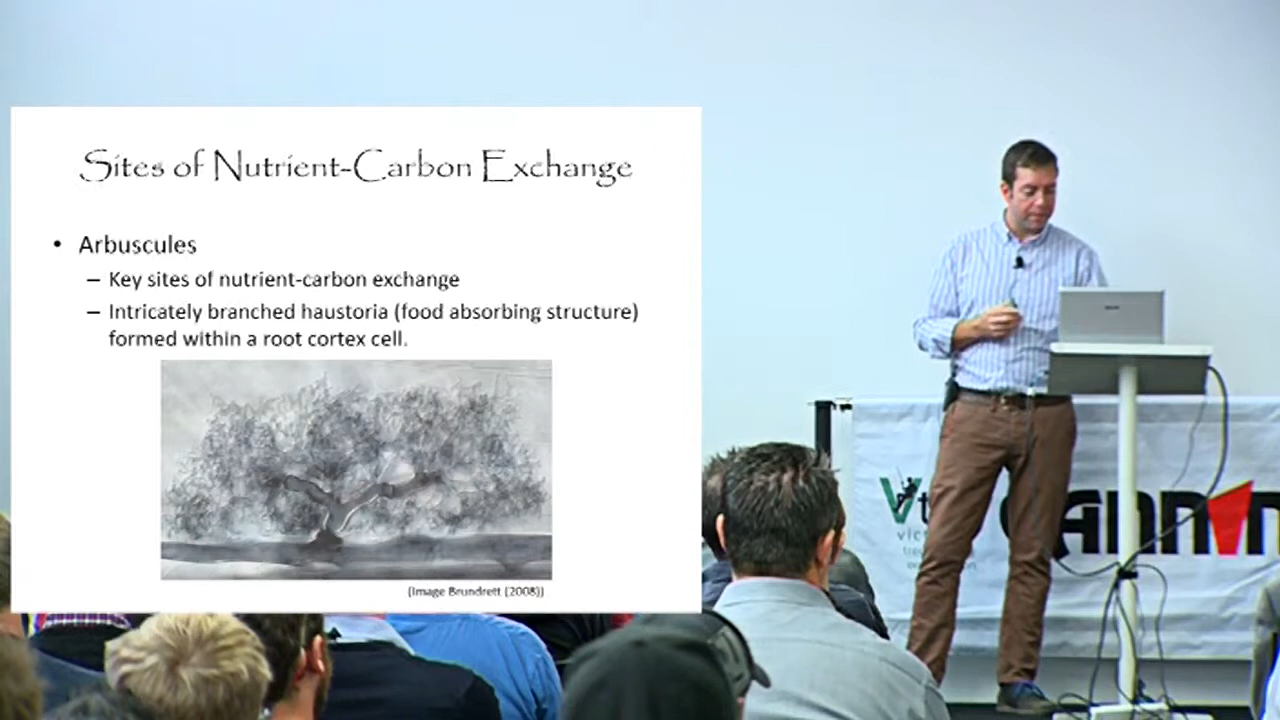 Sites of Nutrient-Carbon Exchange
• Arbuscules
– Key sites of nutrient-carbon exchange
– Intricately branched haustoria (food absorbing structure)
formed within a root cortex cell.
(Image Brundrett (2008))